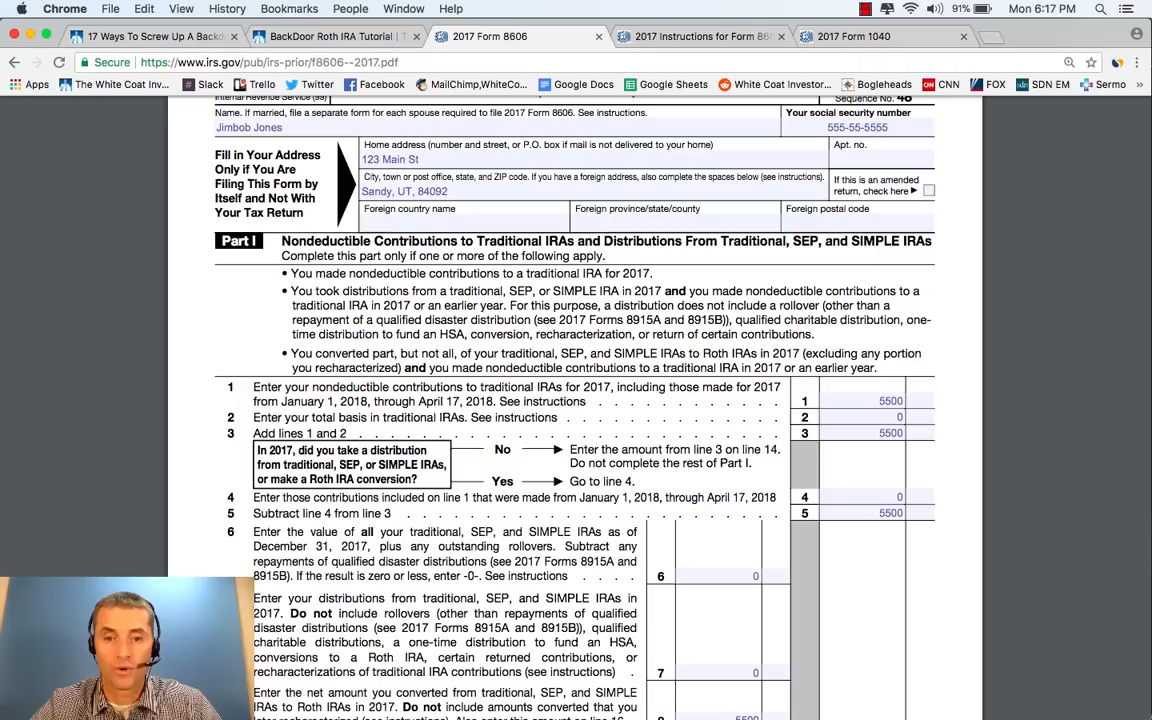 Chrome File Edit View History Bookmarks People Window Help 91% Mon 6:17 PM
17 Ways To Screw Up A Backd
BackDoor Roth IRA Tutorial | T
2017 Form 8606
2017 Instructions for Form 86
2017 Form 1040
Secure https://www.irs.gov/pub/irs-prior/f8606--2017.pdf
Apps The White Coat Inv... Slack Trello Twitter Facebook MailChimp,WhiteCo... Google Docs Google Sheets The White Coat Investor... Bogleheads CNN FOX SDN EM Sermo »
Internal Revenue Service (99) Sequence No. 48
Name. If married, file a separate form for each spouse required to file 2017 Form 8606. See instructions. Your social security number
Jimbob Jones 555-55-5555
Fill in Your Address
Only if You Are
Filing This Form by
Itself and Not With
Your Tax Return
Home address (number and street, or P.O. box if mail is not delivered to your home) Apt. no.
123 Main St
City, town or post office, state, and ZIP code. If you have a foreign address, also complete the spaces below (see instructions).
Sandy, UT, 84092
If this is an amended
return, check here
Foreign country name Foreign province/state/county Foreign postal code
Part I Nondeductible Contributions to Traditional IRAs and Distributions From Traditional, SEP, and SIMPLE IRAs
Complete this part only if one or more of the following apply.
• You made nondeductible contributions to a traditional IRA for 2017.
• You took distributions from a traditional, SEP, or SIMPLE IRA in 2017 and you made nondeductible contributions to a
traditional IRA in 2017 or an earlier year. For this purpose, a distribution does not include a rollover (other than a
repayment of a qualified disaster distribution (see 2017 Forms 8915A and 8915B)), qualified charitable distribution, one-
time distribution to fund an HSA, conversion, recharacterization, or return of certain contributions.
• You converted part, but not all, of your traditional, SEP, and SIMPLE IRAs to Roth IRAs in 2017 (excluding any portion
you recharacterized) and you made nondeductible contributions to a traditional IRA in 2017 or an earlier year.
1 Enter your nondeductible contributions to traditional IRAs for 2017, including those made for 2017
from January 1, 2018, through April 17, 2018. See instructions . . . . . . . . . . . 1 5500
2 Enter your total basis in traditional IRAs. See instructions . . . . . . . . . . . . 2 0
3 Add lines 1 and 2 . . . . . . . . . . . . . . . . . . . . . . 3 5500
In 2017, did you take a distribution
from traditional, SEP, or SIMPLE IRAs,
or make a Roth IRA conversion?
No Enter the amount from line 3 on line 14.
Do not complete the rest of Part I.
Yes Go to line 4.
4 Enter those contributions included on line 1 that were made from January 1, 2018, through April 17, 2018 4 0
5 Subtract line 4 from line 3 . . . . . . . . . . . . . . . . . . . . 5 5500
6 Enter the value of all your traditional, SEP, and SIMPLE IRAs as of
December 31, 2017, plus any outstanding rollovers. Subtract any
repayments of qualified disaster distributions (see 2017 Forms 8915A and
8915B). If the result is zero or less, enter -0-. See instructions . . . . 6 0
Enter your distributions from traditional, SEP, and SIMPLE IRAs in
2017. Do not include rollovers (other than repayments of qualified
disaster distributions (see 2017 Forms 8915A and 8915B)), qualified
charitable distributions, a one-time distribution to fund an HSA,
conversions to a Roth IRA, certain returned contributions, or
recharacterizations of traditional IRA contributions (see instructions) . 7 0
Enter the net amount you converted from traditional, SEP, and SIMPLE
IRAs to Roth IRAs in 2017. Do not include amounts converted that you
later recharacterized (see instructions). Also enter this amount on line 16 8 5500